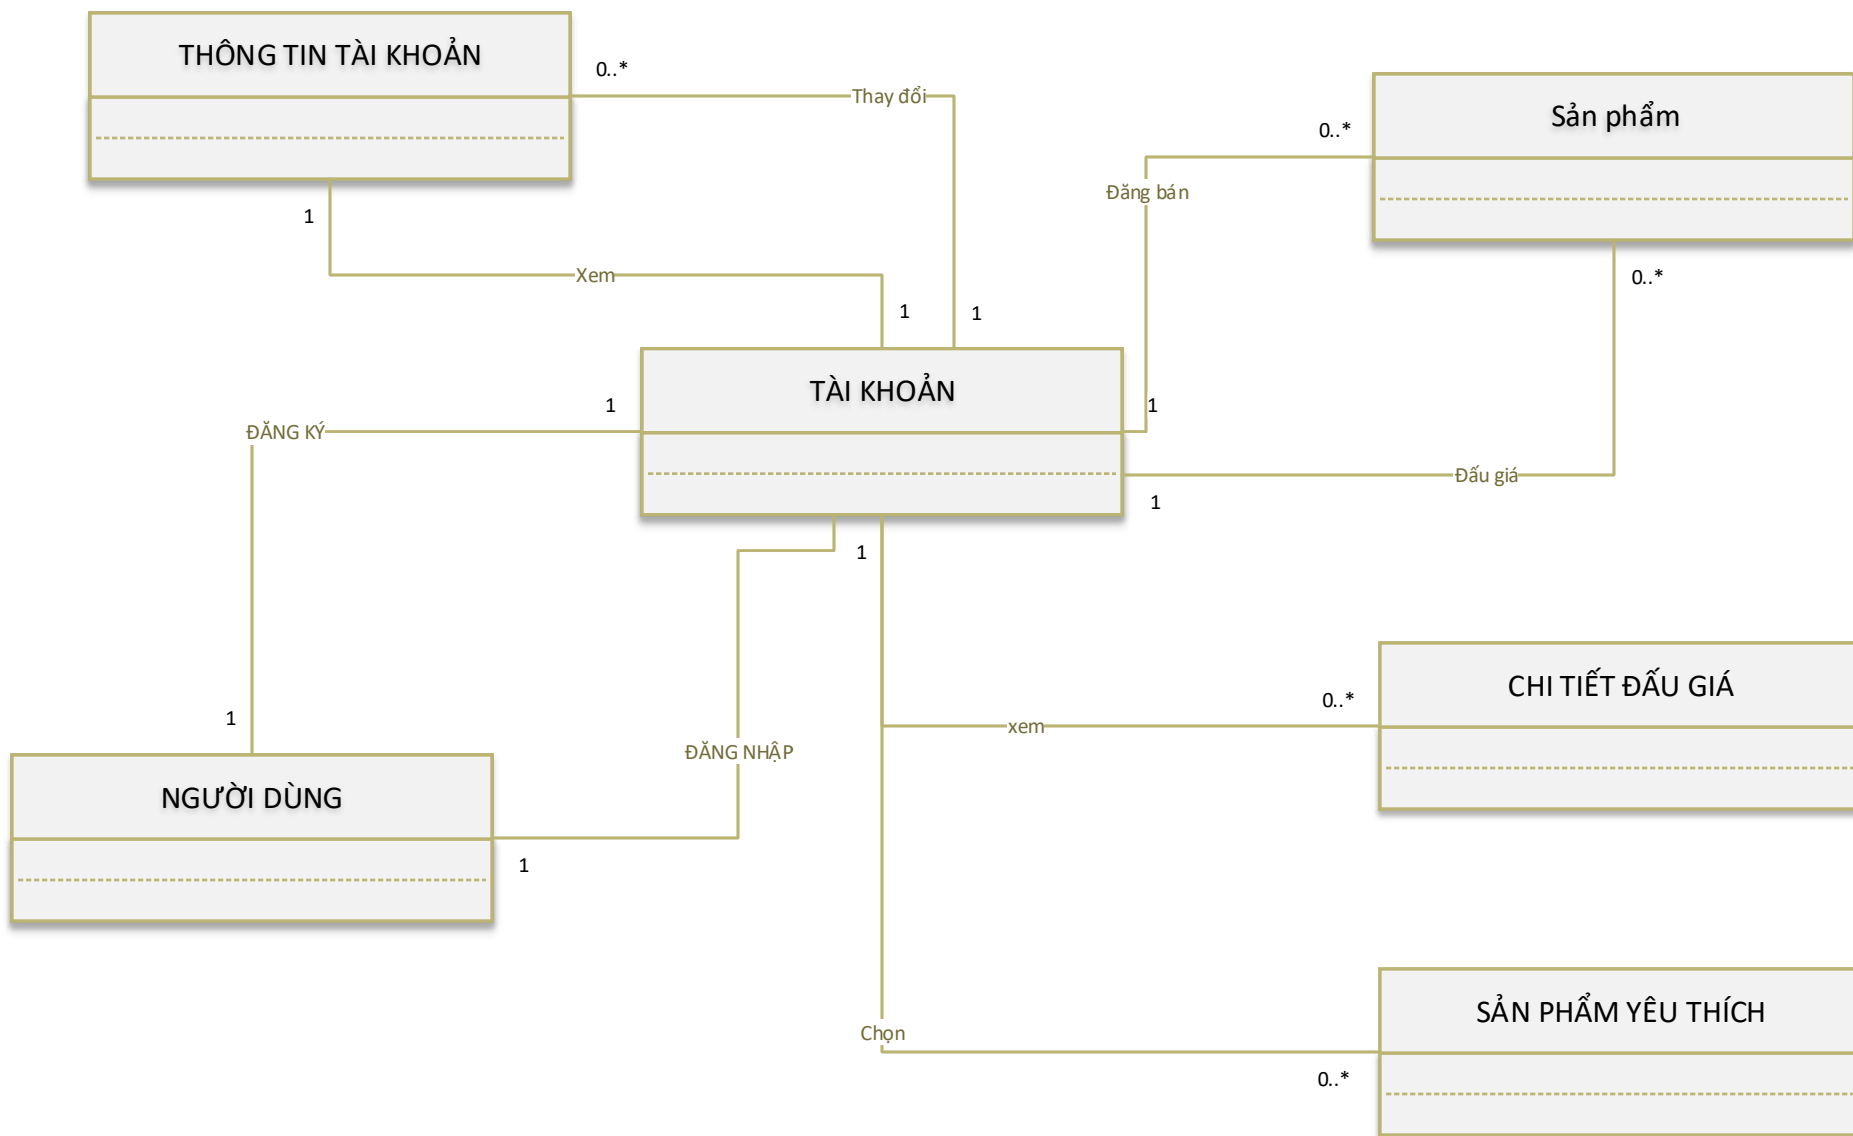 THÔNG TIN TÀI KHOẢN
0..*
Thay đổi
Sản phẩm
0..*
Đăng bán
1
Xem
0..*
1
1
TÀI KHOẢN
1
1
ĐĂNG KÝ
Đấu giá
1
1
CHI TIẾT ĐẤU GIÁ
0..*
1
xem
ĐĂNG NHẬP
NGƯỜI DÙNG
1
SẢN PHẨM YÊU THÍCH
Chọn
0..*